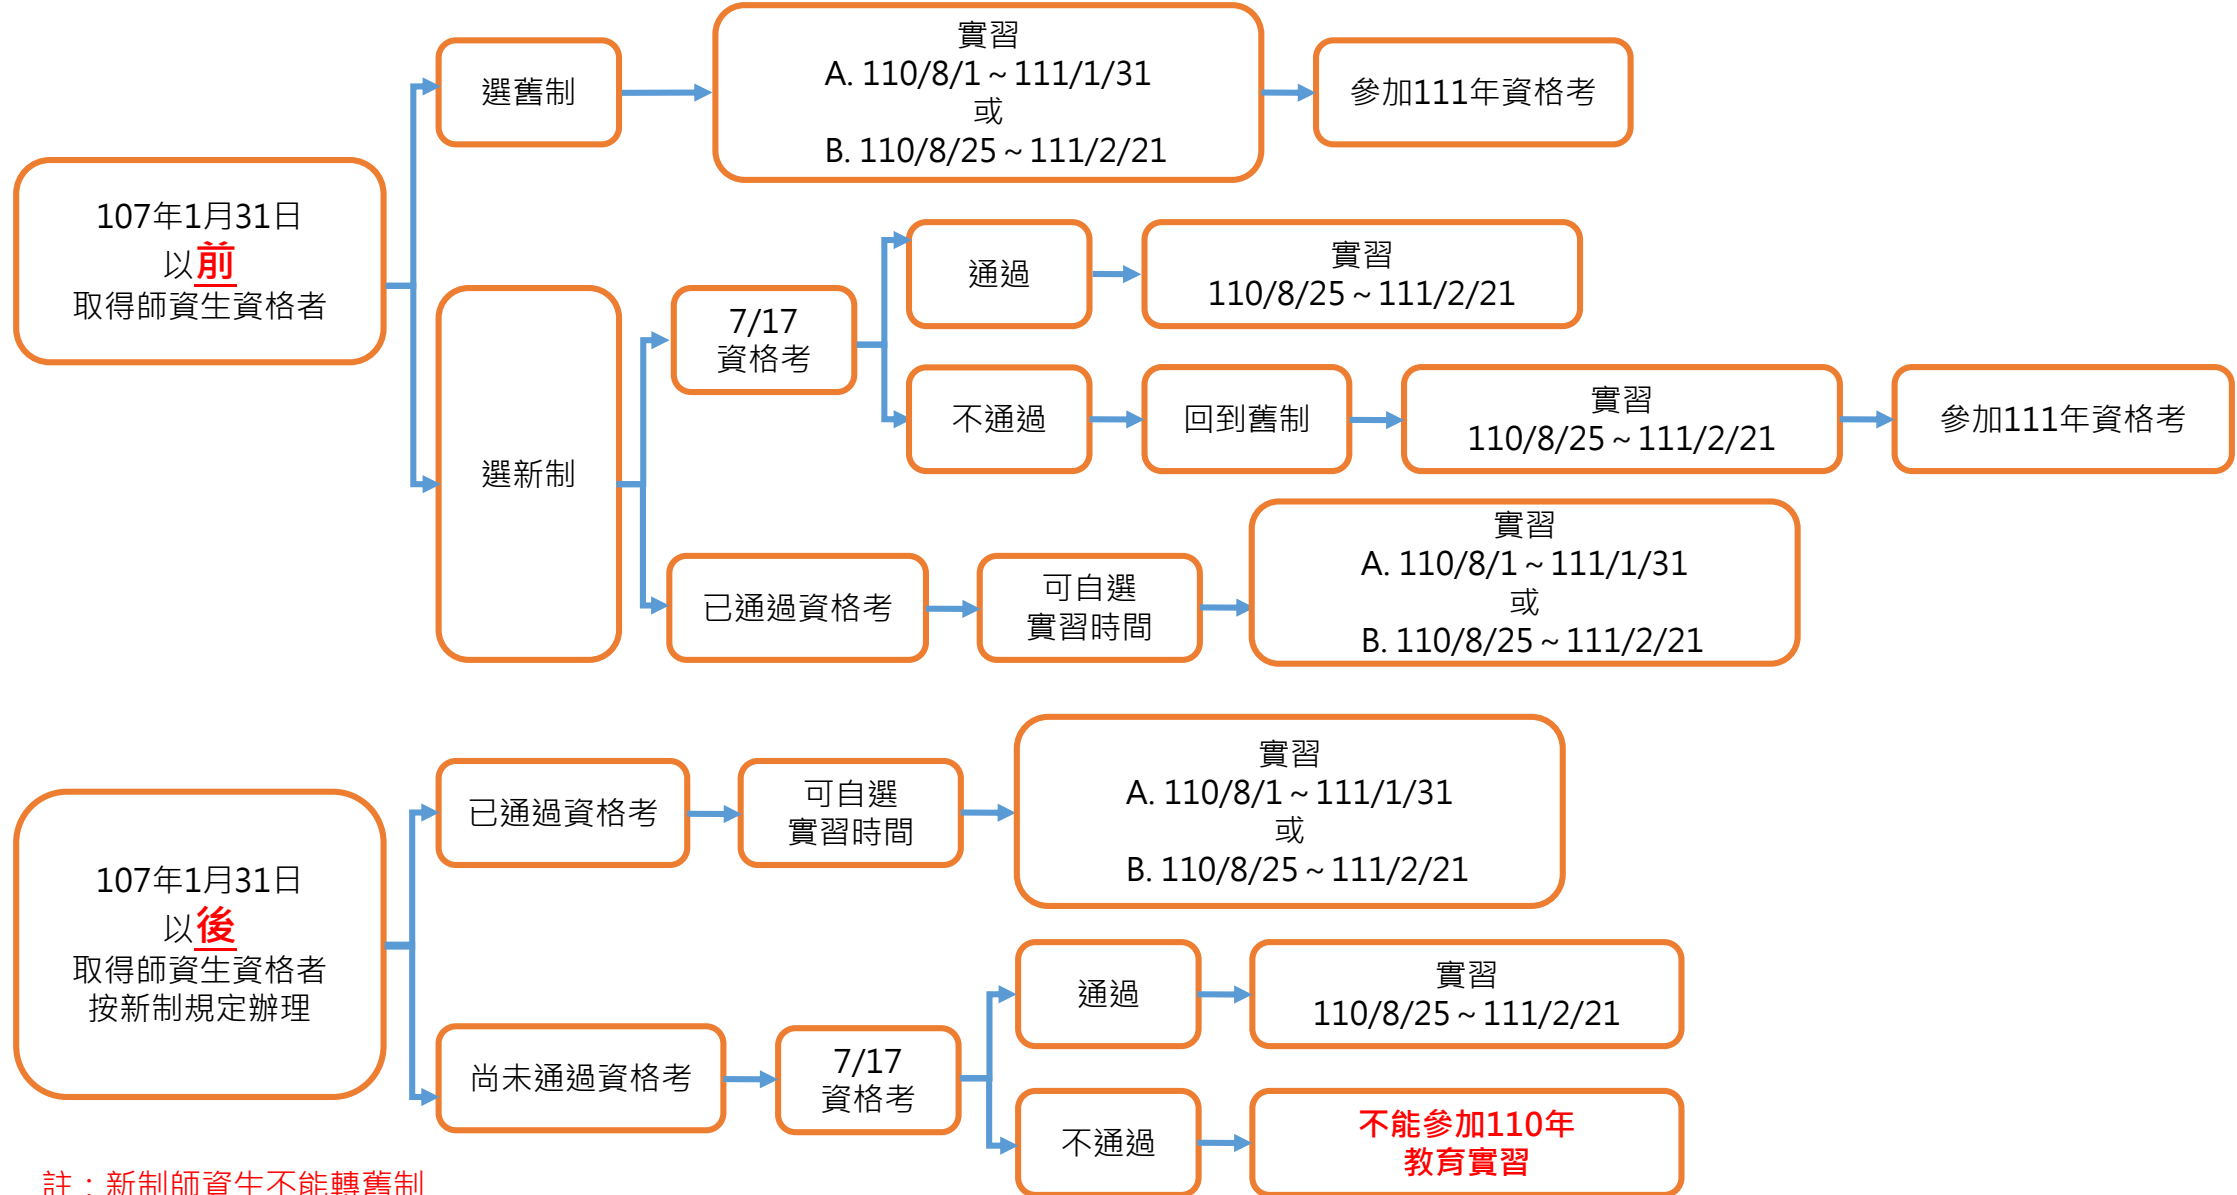 107年1月31日
以前
取得師資生資格者
選舊制
實習
A. 110/8/1～111/1/31
或
B. 110/8/25～111/2/21
參加111年資格考
選新制
7/17
資格考
通過
實習
110/8/25～111/2/21
不通過
回到舊制
實習
110/8/25～111/2/21
參加111年資格考
已通過資格考
可自選
實習時間
實習
A. 110/8/1～111/1/31
或
B. 110/8/25～111/2/21
107年1月31日
以後
取得師資生資格者
按新制規定辦理
已通過資格考
可自選
實習時間
實習
A. 110/8/1～111/1/31
或
B. 110/8/25～111/2/21
尚未通過資格考
7/17
資格考
通過
實習
110/8/25～111/2/21
不通過
不能參加110年
教育實習
註：新制師資生不能轉舊制